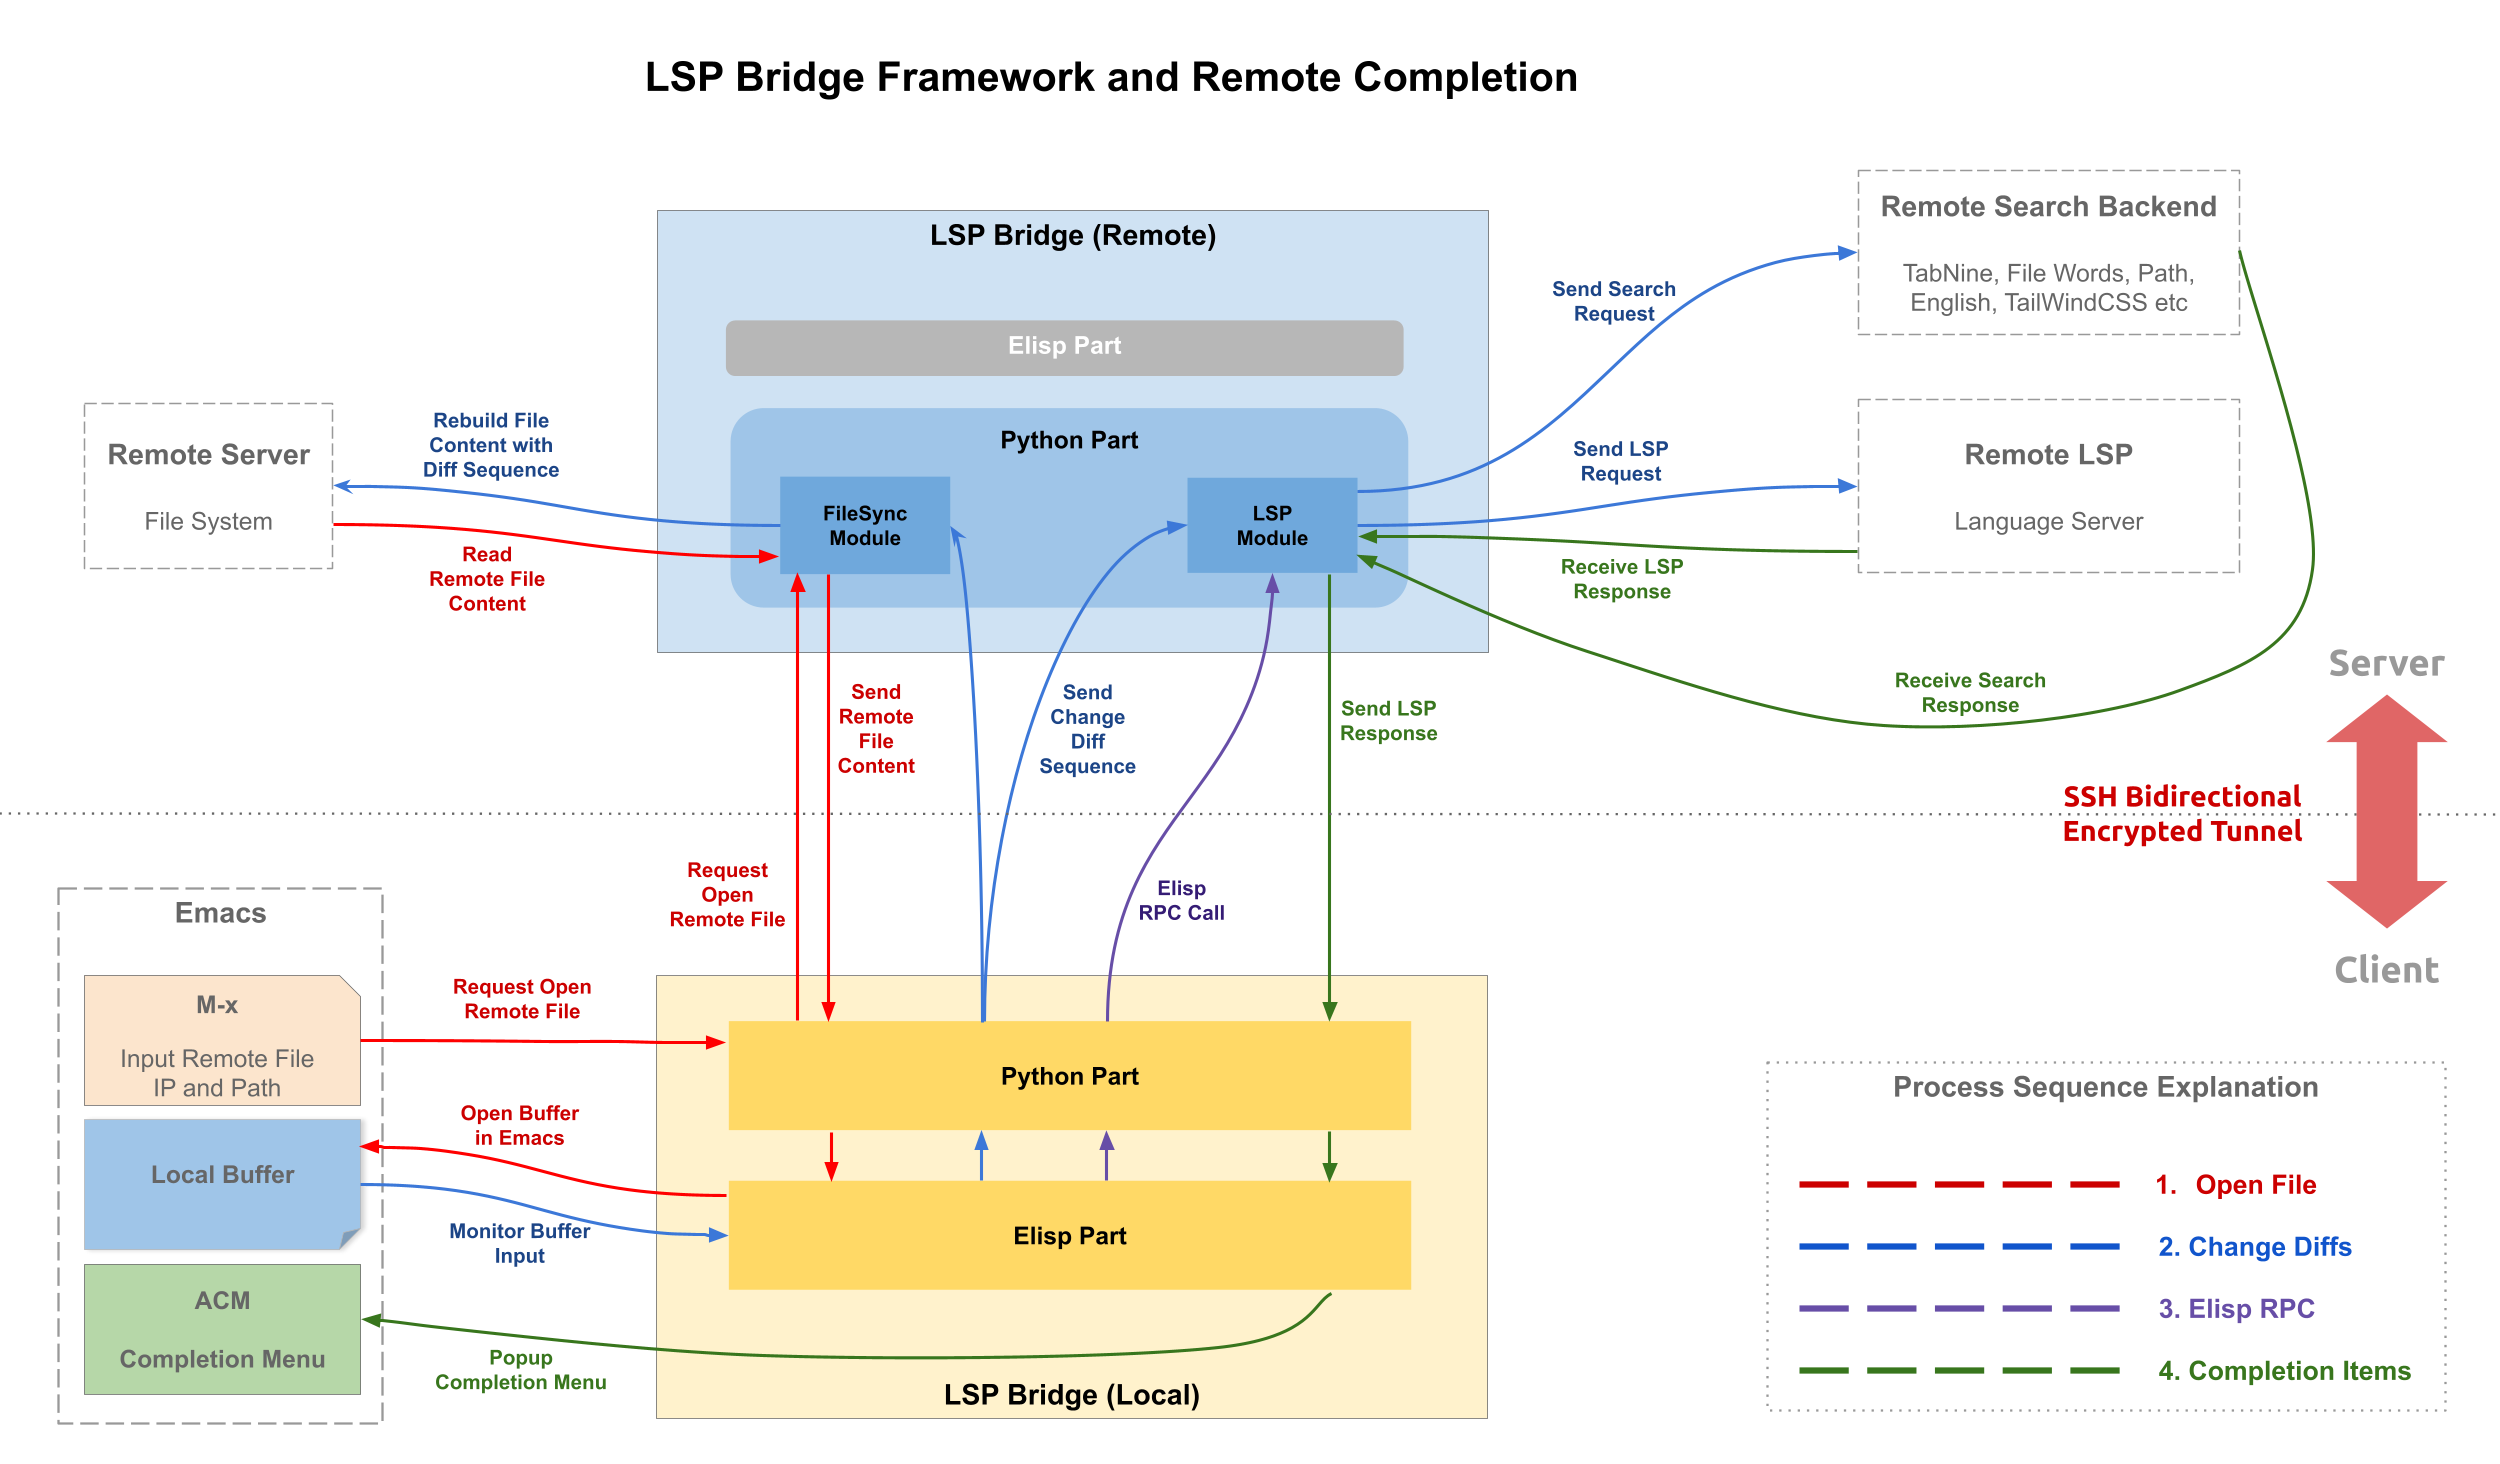 LSP Bridge Framework and Remote Completion
LSP Bridge (Remote)
Elisp Part
Python Part
FileSync
Module
LSP
Module
Remote Server
File System
Rebuild File
Content with
Diff Sequence
Read
Remote File
Content
Send Search
Request
Send LSP
Request
Receive LSP
Response
Receive Search
Response
Remote Search Backend
TabNine, File Words, Path,
English, TailWindCSS etc
Remote LSP
Language Server
Send
Remote
File
Content
Send
Change
Diff
Sequence
Send LSP
Response
Request
Open
Remote File
Elisp
RPC Call
Server
SSH Bidirectional
Encrypted Tunnel
Client
Emacs
M-x
Input Remote File
IP and Path
Local Buffer
ACM
Completion Menu
Request Open
Remote File
Open Buffer
in Emacs
Monitor Buffer
Input
Popup
Completion Menu
Python Part
Elisp Part
LSP Bridge (Local)
Process Sequence Explanation
1. Open File
2. Change Diffs
3. Elisp RPC
4. Completion Items